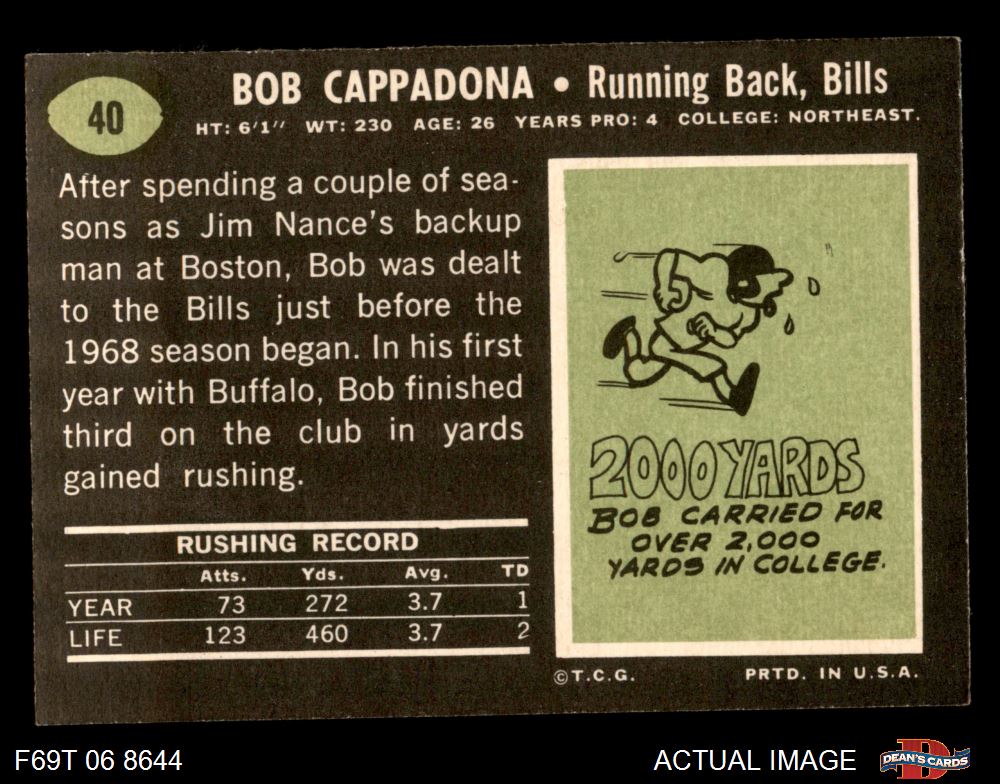 40
BOB CAPPADONA • Running Back, Bills
HT: 6'1" WT: 230 AGE: 26 YEARS PRO: 4 COLLEGE: NORTHEAST.
After spending a couple of sea-
sons as Jim Nance's backup
man at Boston, Bob was dealt
to the Bills just before the
1968 season began. In his first
year with Buffalo, Bob finished
third on the club in yards
gained rushing.
RUSHING RECORD
Atts. Yds. Avg. TD
YEAR 73 272 3.7 1
LIFE 123 460 3.7 2
2000 YARDS
BOB CARRIED FOR
OVER 2,000
YARDS IN COLLEGE.
©T.C.G. PRTD. IN U.S.A.
F69T 06 8644
ACTUAL IMAGE
D
DEAN'S CARDS